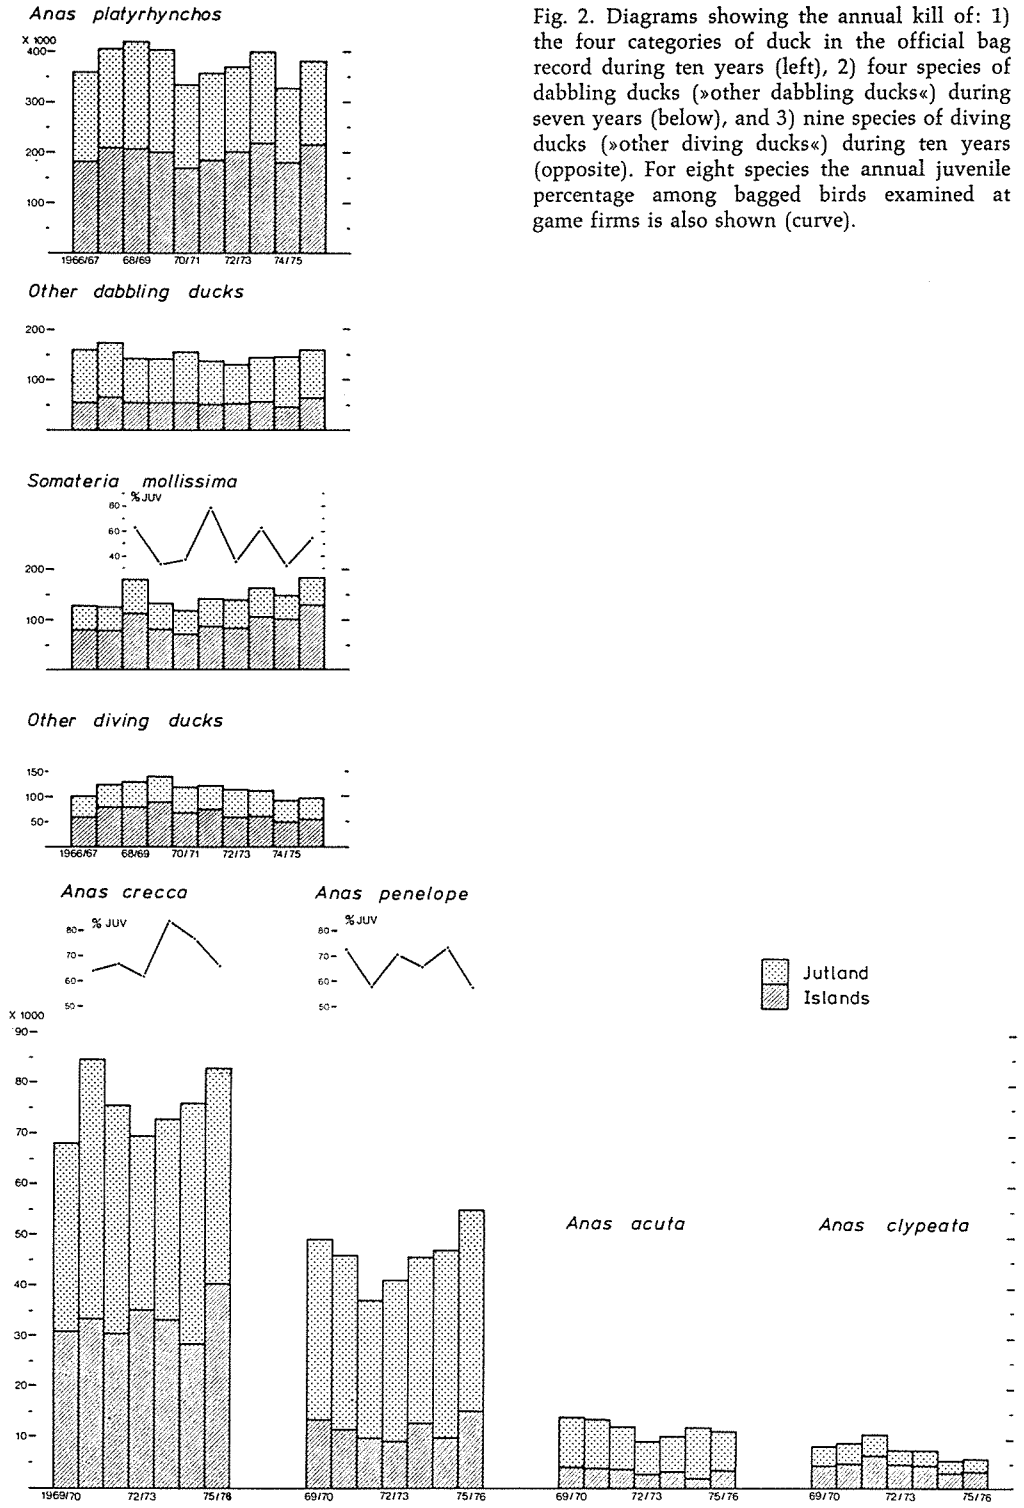 Anas platyrhynchos
X 1000
400
300
200
100
1966/67 68/69 70/71 72/73 74/75
Fig. 2. Diagrams showing the annual kill of: 1)
the four categories of duck in the official bag
record during ten years (left), 2) four species of
dabbling ducks (»other dabbling ducks«) during
seven years (below), and 3) nine species of diving
ducks (»other diving ducks«) during ten years
(opposite). For eight species the annual juvenile
percentage among bagged birds examined at
game firms is also shown (curve).
Other dabbling ducks
200
100
Somateria mollissima
% JUV
80
60
40
200
100
Other diving ducks
150
100
50
1966/67 68/69 70/71 72/73 74/75
Anas crecca
% JUV
80
70
60
50
Anas penelope
% JUV
80
70
60
50
Jutland
Islands
X 1000
90
80
70
60
50
40
30
20
10
Anas acuta
Anas clypeata
1969/70 72/73 75/76 69/70 72/73 75/76 69/70 72/73 75/76 69/70 72/73 75/76